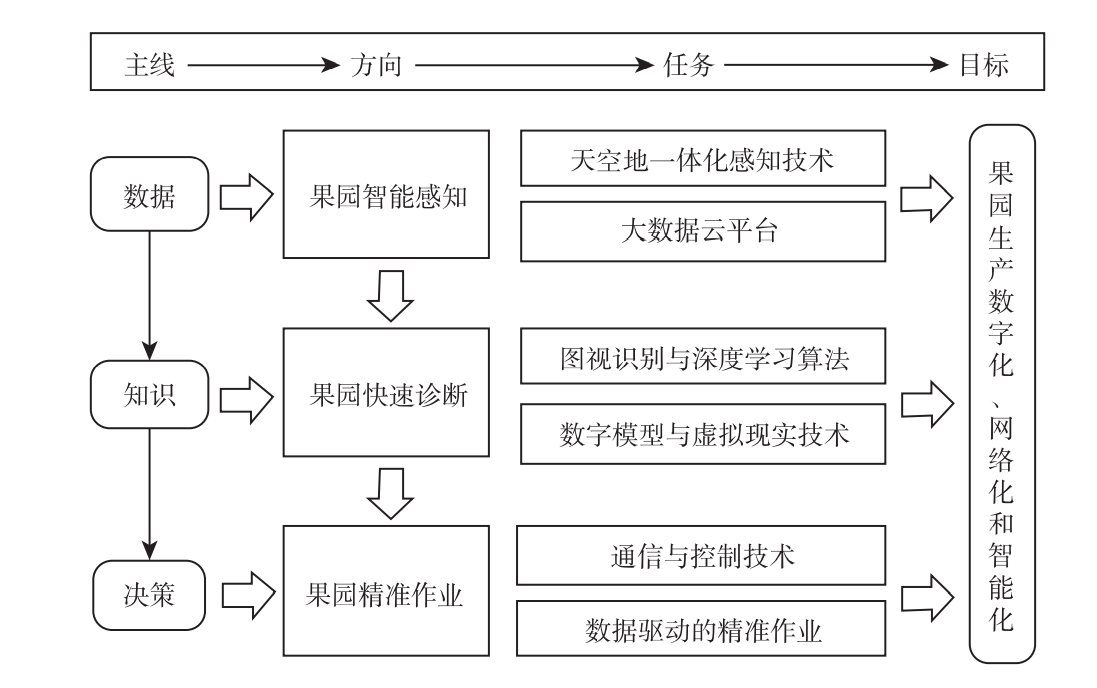 主线 方向 任务 目标
数据
果园智能感知
天空地一体化感知技术
大数据云平台
知识
果园快速诊断
图视识别与深度学习算法
数字模型与虚拟现实技术
决策
果园精准作业
通信与控制技术
数据驱动的精准作业
果园生产数字化、网络化和智能化